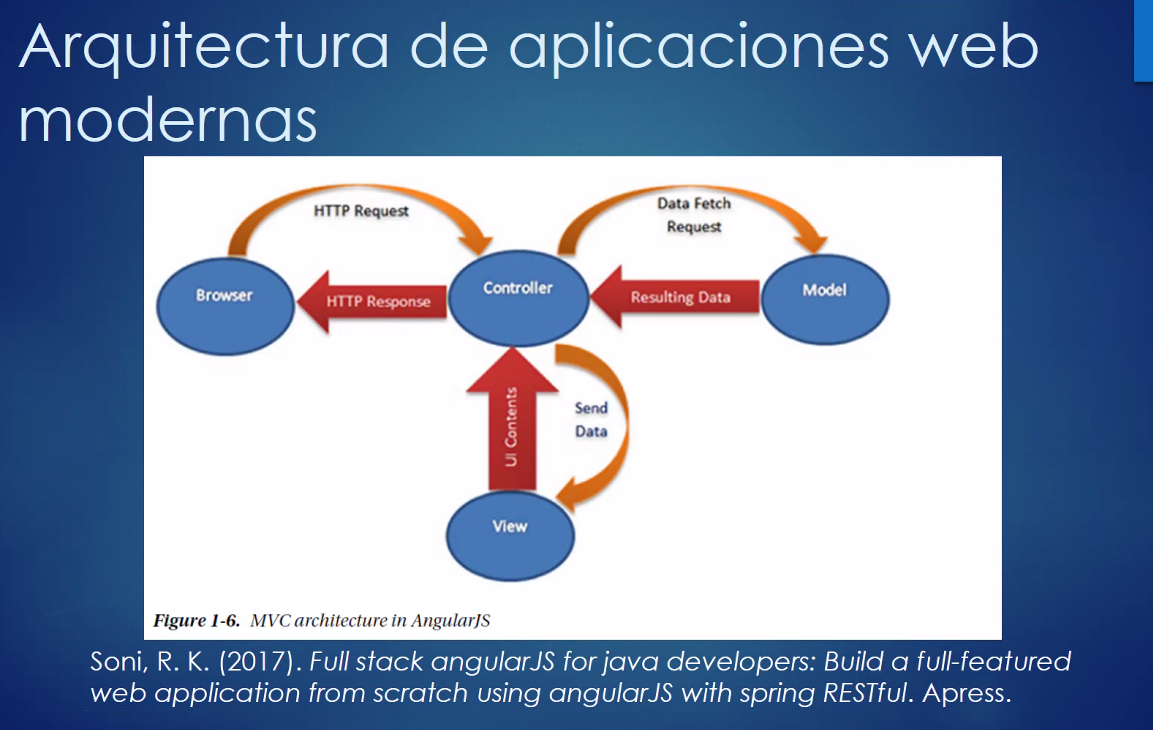 Arquitectura de aplicaciones web
modernas
HTTP Request
Data Fetch
Request
Browser
HTTP Response
Controller
Resulting Data
Model
UI Contents
Send
Data
View
Figure 1-6. MVC architecture in AngularJS
Soni, R. K. (2017). Full stack angularJS for java developers: Build a full-featured
web application from scratch using angularJS with spring RESTful. Apress.